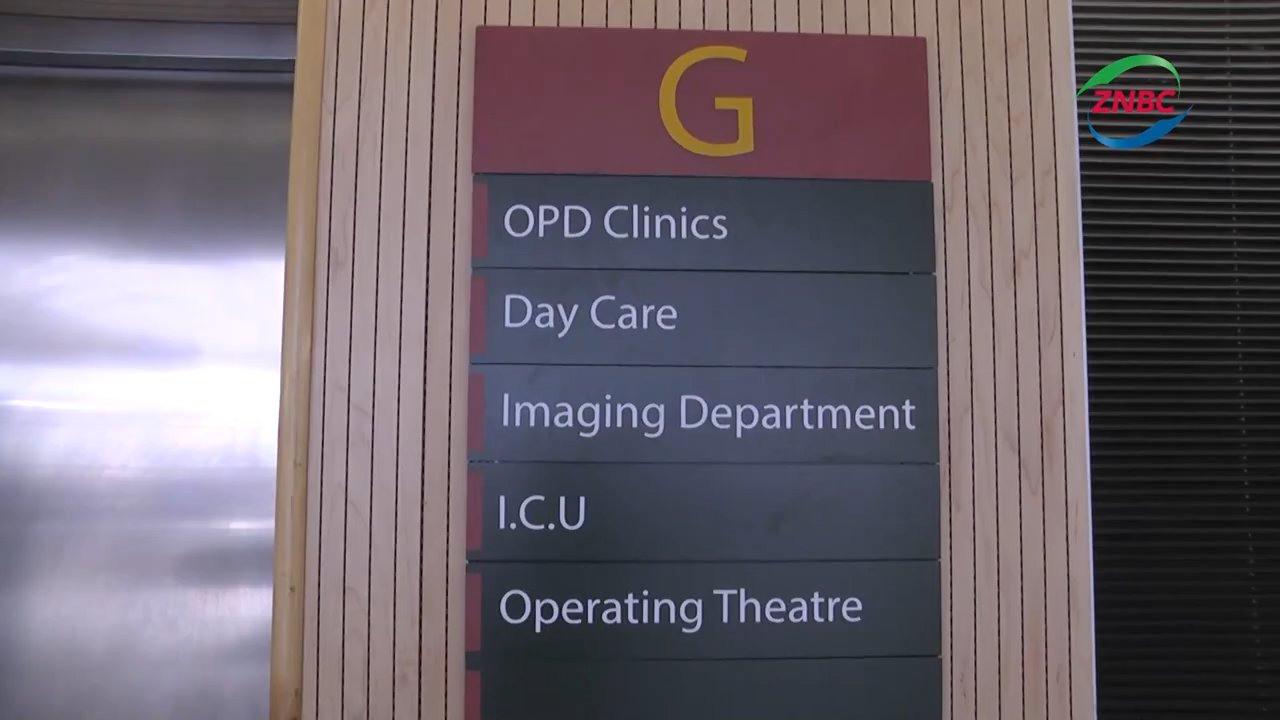 G
ZNBC
OPD Clinics
Day Care
Imaging Department
I.C.U
Operating Theatre